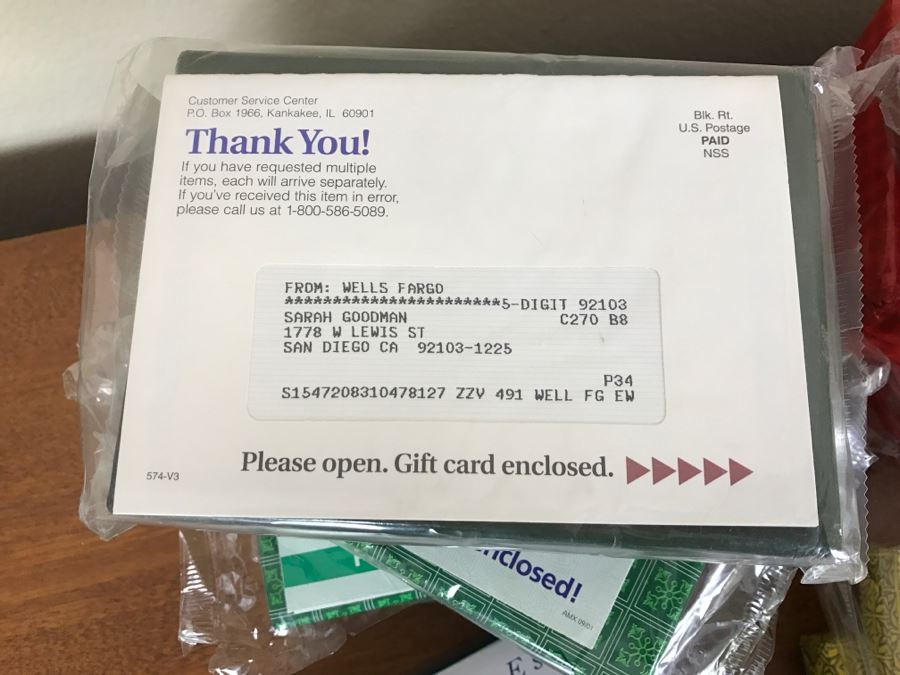 Customer Service Center
P.O. Box 1966, Kankakee, IL 60901
Thank You!
If you have requested multiple
items, each will arrive separately.
If you've received this item in error,
please call us at 1-800-586-5089.
Blk. Rt.
U.S. Postage
PAID
NSS
FROM: WELLS FARGO
***********************5-DIGIT 92103
SARAH GOODMAN C270 B8
1778 W LEWIS ST
SAN DIEGO CA 92103-1225
P34
S1547208310478127 ZZV 491 WELL FG EW
Please open. Gift card enclosed.
574-V3
enclosed!
AMX 09/01